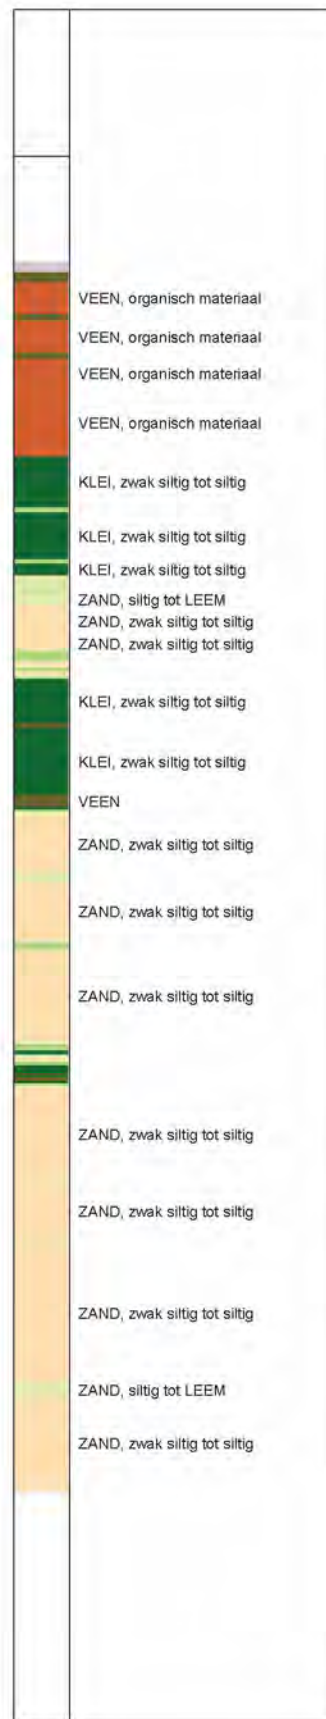 VEEN, organisch materiaal
VEEN, organisch materiaal
VEEN, organisch materiaal
VEEN, organisch materiaal
KLEI, zwak siltig tot siltig
KLEI, zwak siltig tot siltig
KLEI, zwak siltig tot siltig
ZAND, siltig tot LEEM
ZAND, zwak siltig tot siltig
ZAND, zwak siltig tot siltig
KLEI, zwak siltig tot siltig
KLEI, zwak siltig tot siltig
VEEN
ZAND, zwak siltig tot siltig
ZAND, zwak siltig tot siltig
ZAND, zwak siltig tot siltig
ZAND, zwak siltig tot siltig
ZAND, zwak siltig tot siltig
ZAND, zwak siltig tot siltig
ZAND, siltig tot LEEM
ZAND, zwak siltig tot siltig